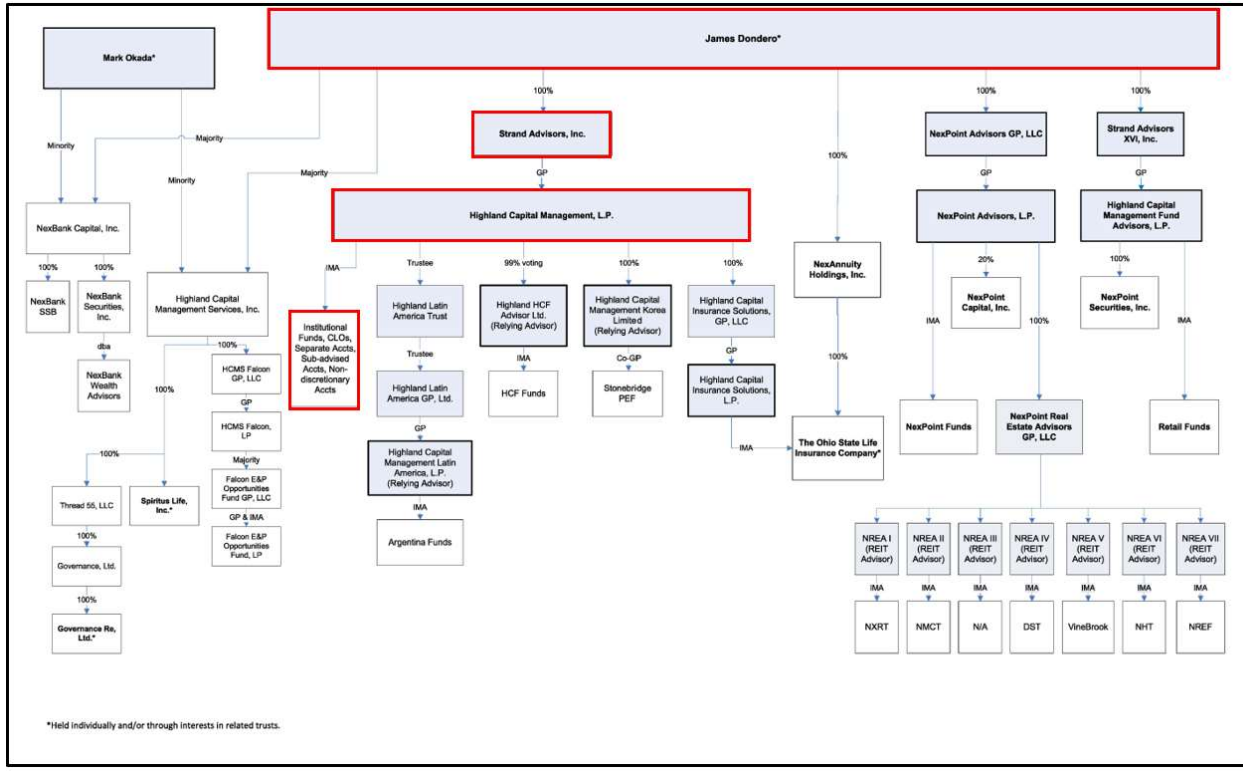 James Dondero*
Mark Okada*
100%
100%
100%
Strand Advisors, Inc.
NexPoint Advisors GP, LLC
Strand Advisors
XVI, Inc.
Minority
Majority
100%
Minority
Majority
GP
GP
GP
Highland Capital Management, L.P.
NexPoint Advisors, L.P.
Highland Capital
Management Fund
Advisors, L.P.
NexBank Capital, Inc.
100%
100%
IMA
Trustee
99% voting
100%
100%
NexAnnuity
Holdings, Inc.
20%
100%
NexBank
SSB
NexBank
Securities,
Inc.
Highland Capital
Management Services, Inc.
Highland Latin
America Trust
Highland HCF
Advisor Ltd.
(Relying Advisor)
Highland Capital
Management Korea
Limited
(Relying Advisor)
Highland Capital
Insurance Solutions,
GP, LLC
NexPoint
Capital, Inc.
NexPoint
Securities, Inc.
Institutional
Funds, CLOs,
Separate Accts,
Sub-advised
Accts, Non-
discretionary
Accts
IMA
100%
IMA
dba
100%
Trustee
IMA
Co-GP
GP
100%
NexBank
Wealth
Advisors
100%
HCMS Falcon
GP, LLC
Highland Latin
America GP, Ltd.
HCF Funds
Stonebridge
PEF
Highland Capital
Insurance Solutions,
L.P.
GP
HCMS Falcon,
LP
GP
NexPoint Funds
NexPoint Real
Estate Advisors
GP, LLC
Retail Funds
100%
Majority
IMA
The Ohio State Life
Insurance Company*
Highland Capital
Management Latin
America, L.P.
(Relying Advisor)
Thread 55, LLC
Spiritus Life,
Inc.*
Falcon E&P
Opportunities
Fund GP, LLC
IMA
GP & IMA
100%
Falcon E&P
Opportunities
Fund, LP
Argentina Funds
NREA I
(REIT
Advisor)
NREA II
(REIT
Advisor)
NREA III
(REIT
Advisor)
NREA IV
(REIT
Advisor)
NREA V
(REIT
Advisor)
NREA VI
(REIT
Advisor)
NREA VII
(REIT
Advisor)
Governance, Ltd.
100%
IMA
IMA
IMA
IMA
IMA
IMA
IMA
Governance Re,
Ltd.*
NXRT
NMCT
N/A
DST
VineBrook
NHT
NREF
*Held individually and/or through interests in related trusts.